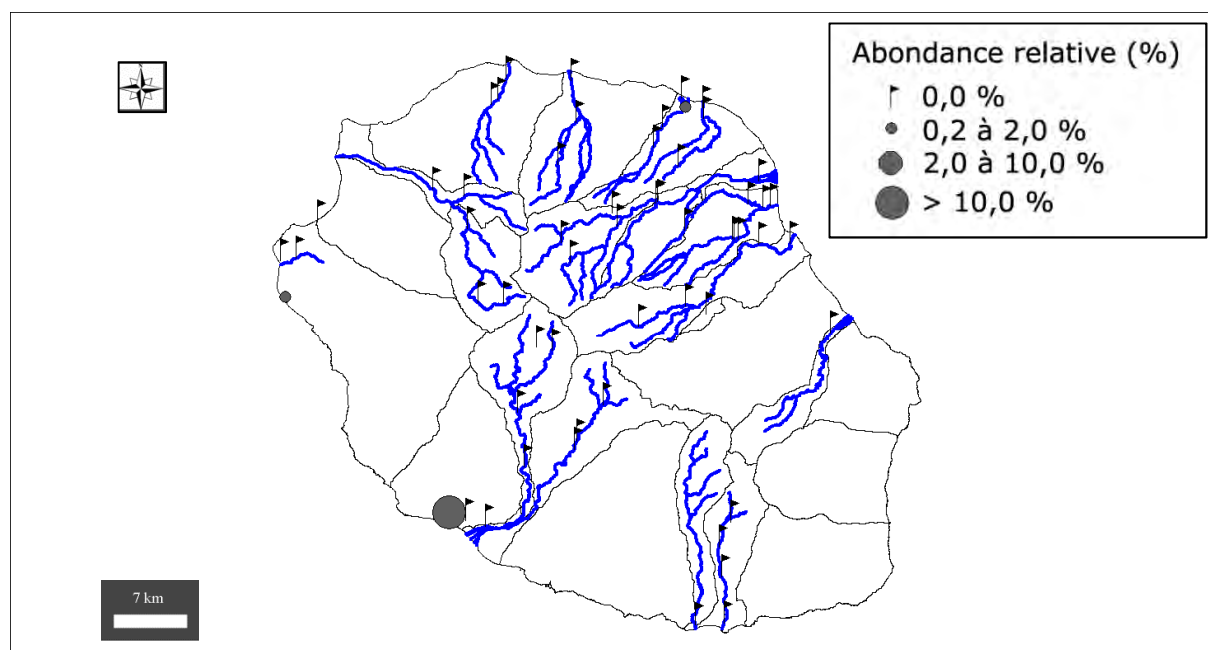 Abondance relative (%)
0,0 %
0,2 à 2,0 %
2,0 à 10,0 %
> 10,0 %
7 km